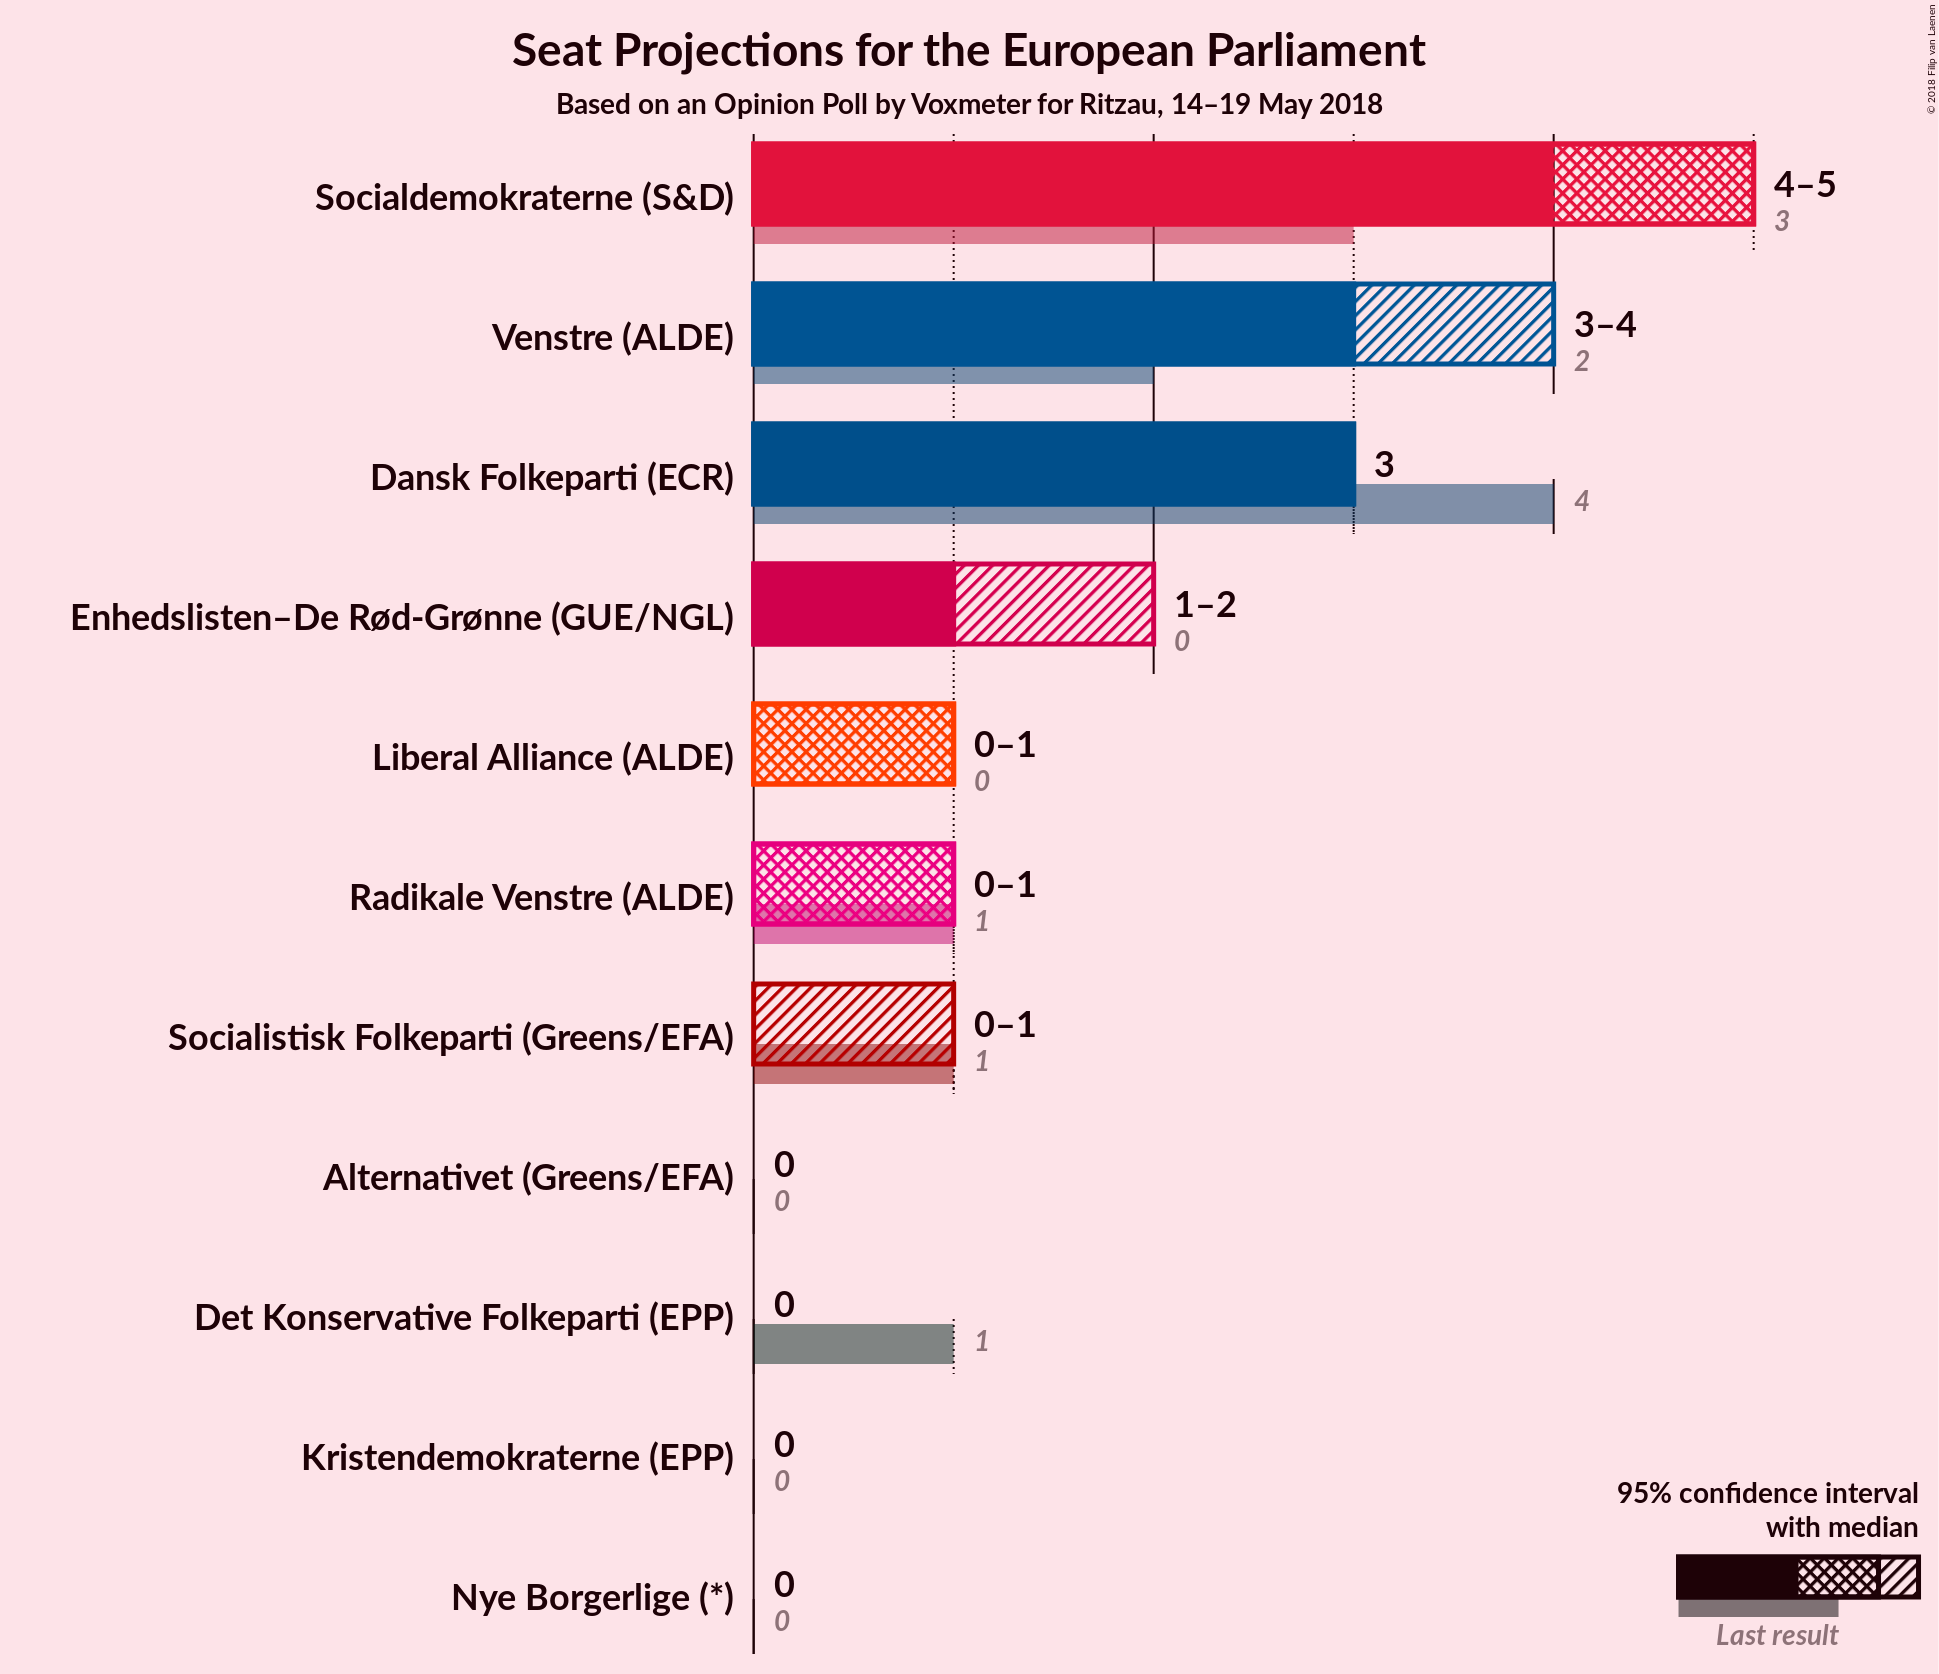 Seat Projections for the European Parliament
Based on an Opinion Poll by Voxmeter for Ritzau, 14–19 May 2018
© 2018 Filip van Laenen
Socialdemokraterne (S&D)
4–5
3
Venstre (ALDE)
3–4
2
Dansk Folkeparti (ECR)
3
4
Enhedslisten–De Rød-Grønne (GUE/NGL)
1–2
0
Liberal Alliance (ALDE)
0–1
0
Radikale Venstre (ALDE)
0–1
1
Socialistisk Folkeparti (Greens/EFA)
0–1
1
Alternativet (Greens/EFA)
0
0
Det Konservative Folkeparti (EPP)
0
1
Kristendemokraterne (EPP)
0
0
Nye Borgerlige (*)
0
0
95% confidence interval
with median
Last result